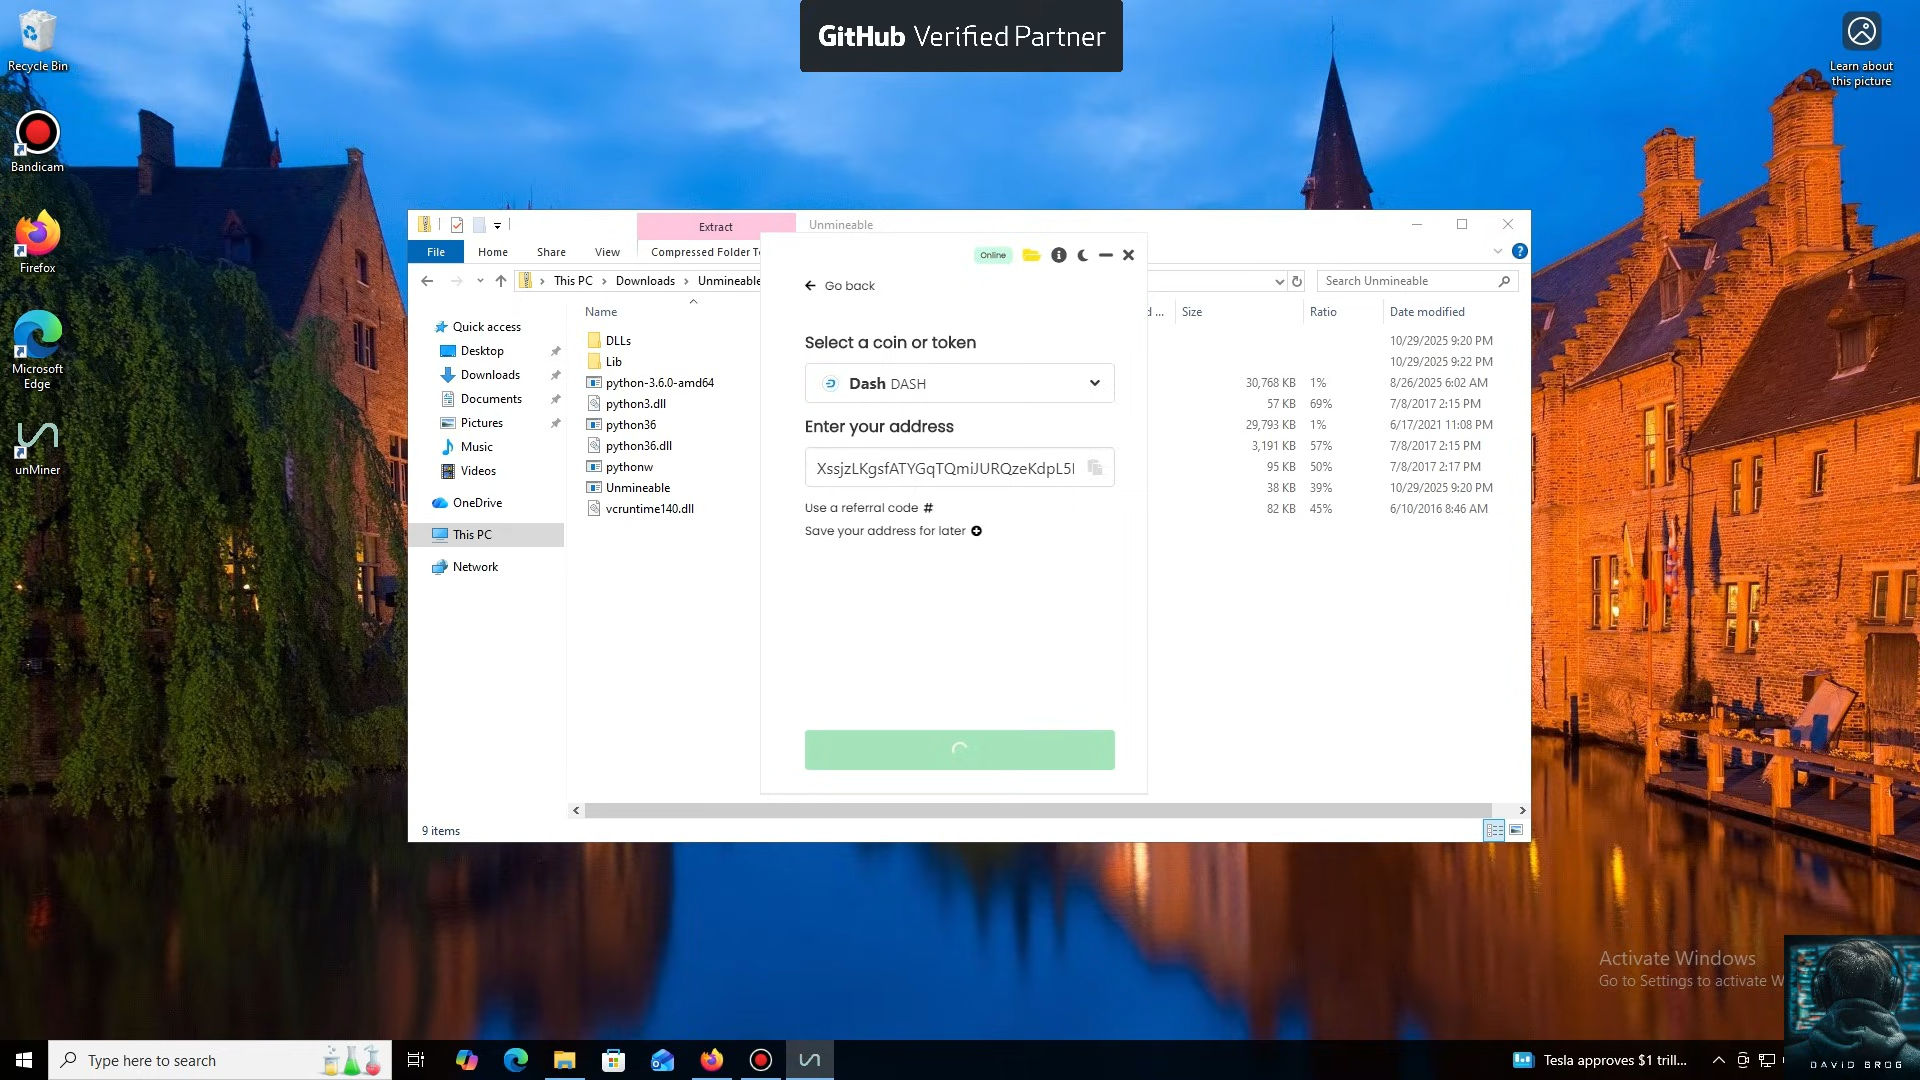 GitHub Verified Partner
Recycle Bin
Learn about
this picture
Bandicam
Firefox
Microsoft
Edge
unMiner
Extract
Unmineable
File
Home
Share
View
Compressed Folder T
This PC
Downloads
Unmineable
Search Unmineable
Online
Go back
Name
Size
Ratio
Date modified
Quick access
Desktop
Downloads
Documents
Pictures
Music
Videos
OneDrive
This PC
Network
DLLs 10/29/2025 9:20 PM
Lib 10/29/2025 9:22 PM
python-3.6.0-amd64 30,768 KB 1% 8/26/2025 6:02 AM
python3.dll 57 KB 69% 7/8/2017 2:15 PM
python36 29,793 KB 1% 6/17/2021 11:08 PM
python36.dll 3,191 KB 57% 7/8/2017 2:15 PM
pythonw 95 KB 50% 7/8/2017 2:17 PM
Unmineable 38 KB 39% 10/29/2025 9:20 PM
vcruntime140.dll 82 KB 45% 6/10/2016 8:46 AM
Select a coin or token
Dash DASH
Enter your address
XssjzLKgsfATYGqTQmiJURQzeKdpL5
Use a referral code #
Save your address for later
9 items
Activate Windows
Go to Settings to activate W
DAVID BROG
Type here to search
Tesla approves $1 trill...